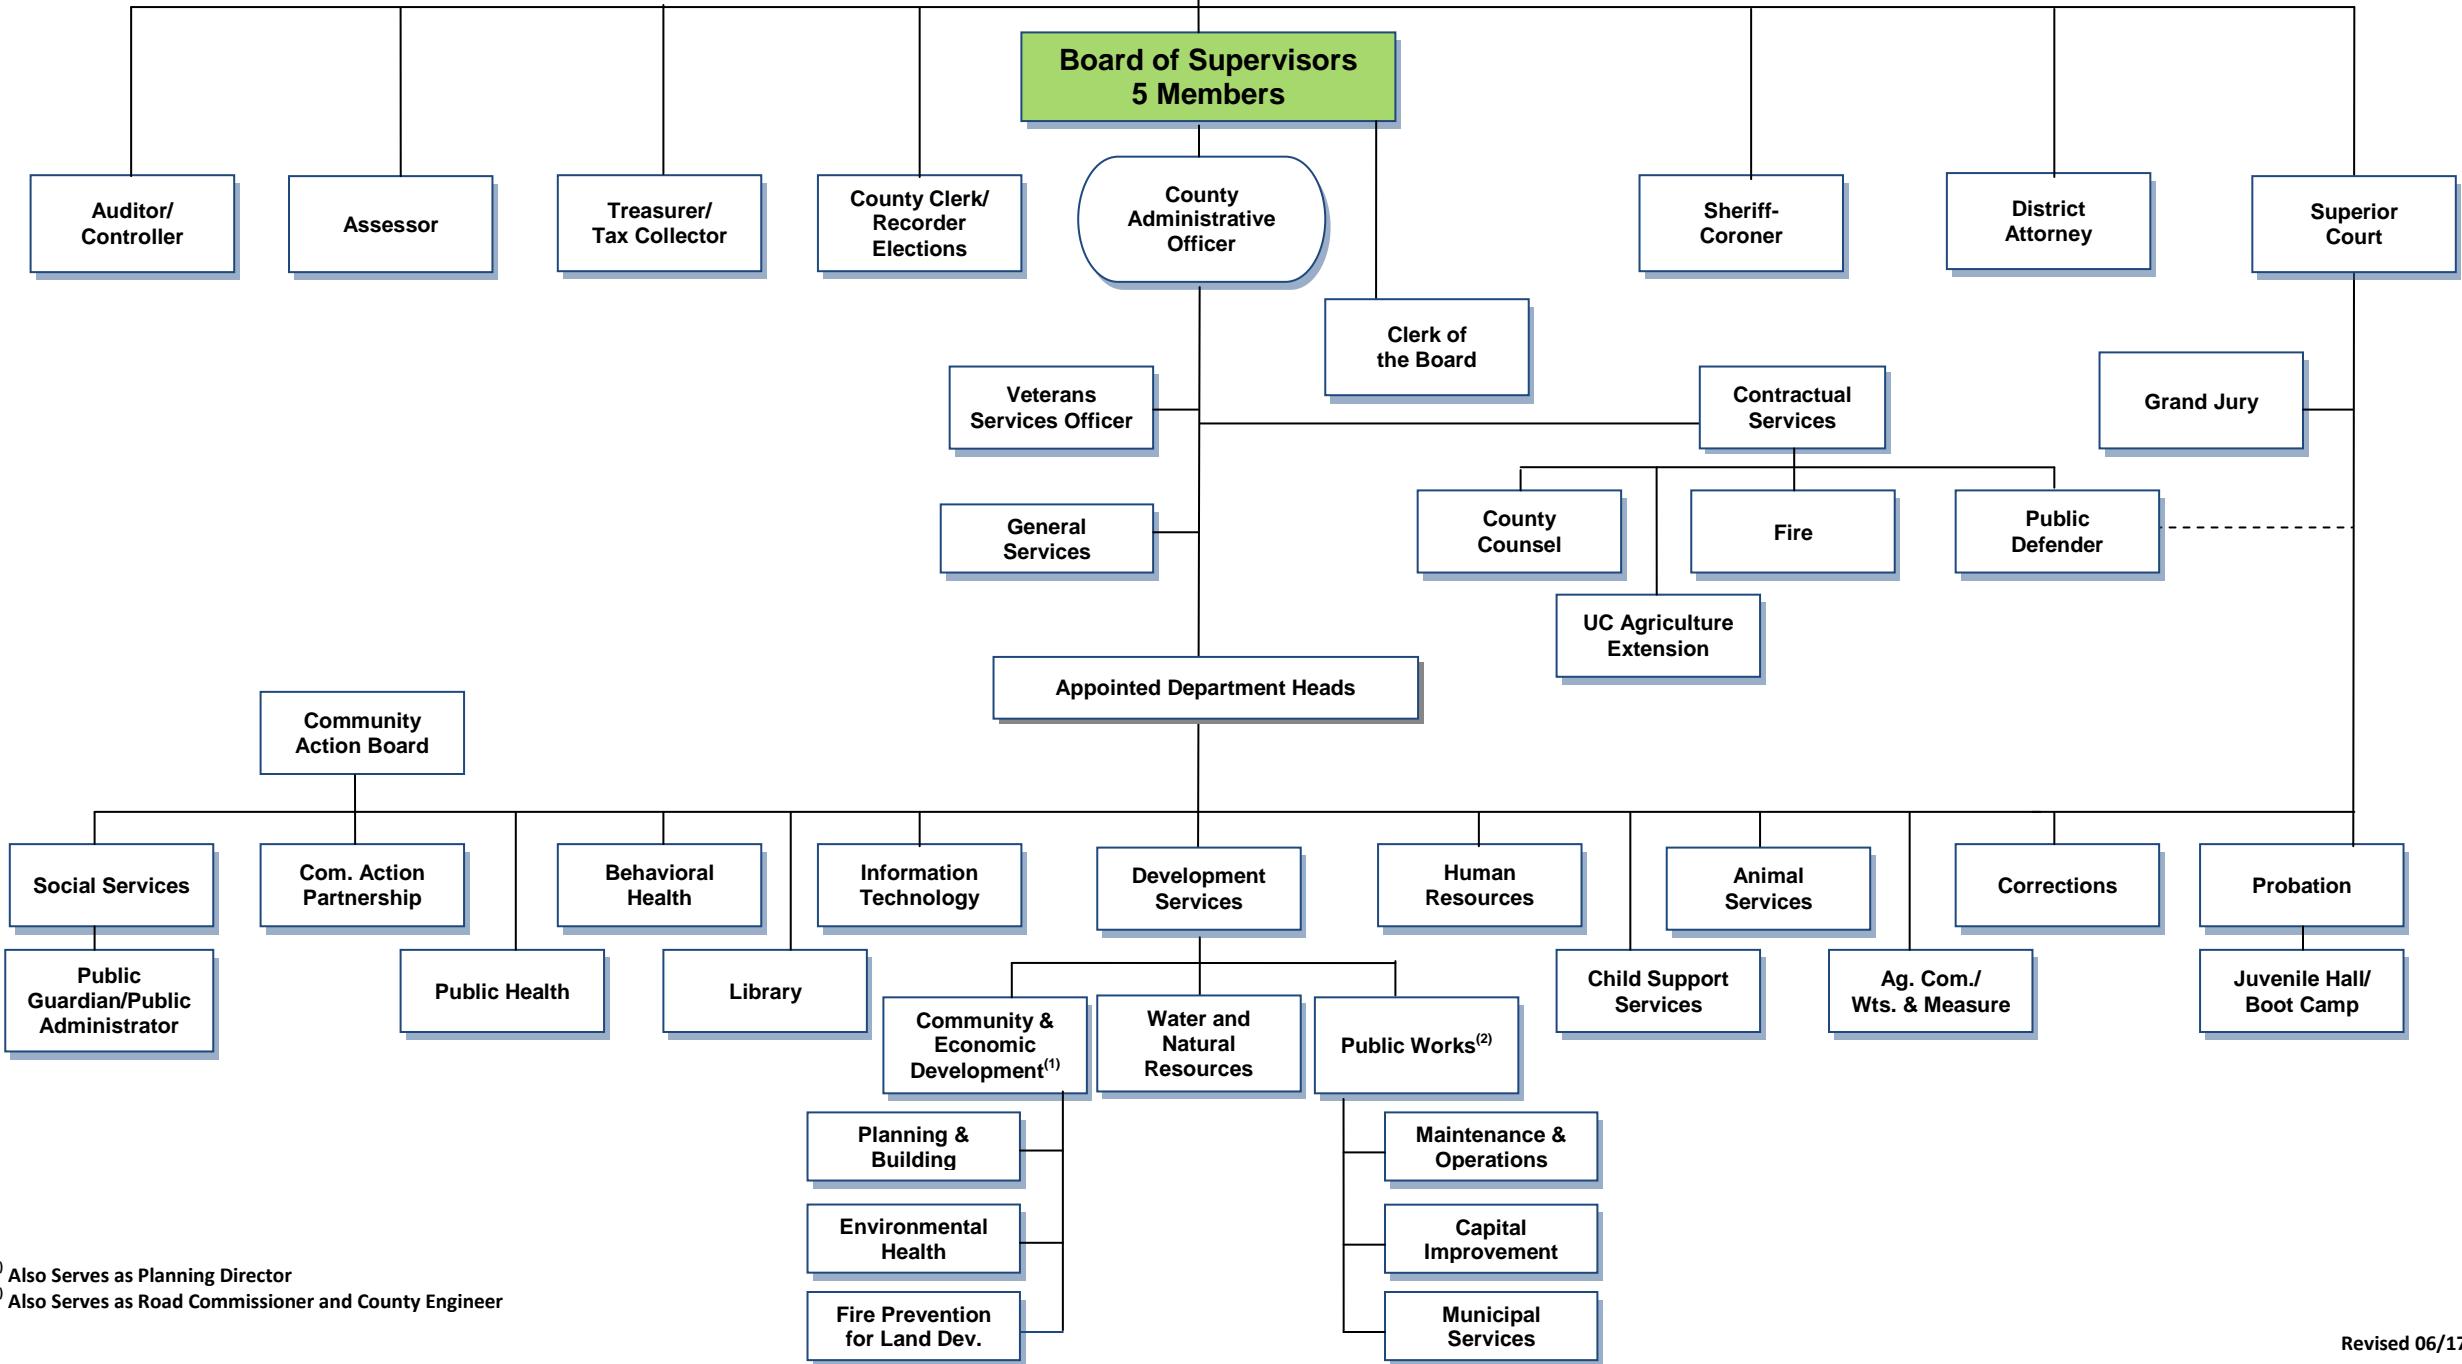 Board of Supervisors
5 Members
Auditor/
Controller
Assessor
Treasurer/
Tax Collector
County Clerk/
Recorder
Elections
County
Administrative
Officer
Sheriff-
Coroner
District
Attorney
Superior
Court
Clerk of
the Board
Veterans
Services Officer
Contractual
Services
Grand Jury
General
Services
County
Counsel
Fire
Public
Defender
UC Agriculture
Extension
Appointed Department Heads
Community
Action Board
Social Services
Com. Action
Partnership
Behavioral
Health
Information
Technology
Development
Services
Human
Resources
Animal
Services
Corrections
Probation
Public
Guardian/Public
Administrator
Public Health
Library
Community &
Economic
Development(1)
Water and
Natural
Resources
Public Works(2)
Child Support
Services
Ag. Com./
Wts. & Measure
Juvenile Hall/
Boot Camp
Planning &
Building
Maintenance &
Operations
Environmental
Health
Capital
Improvement
Fire Prevention
for Land Dev.
Municipal
Services
) Also Serves as Planning Director
) Also Serves as Road Commissioner and County Engineer
Revised 06/17